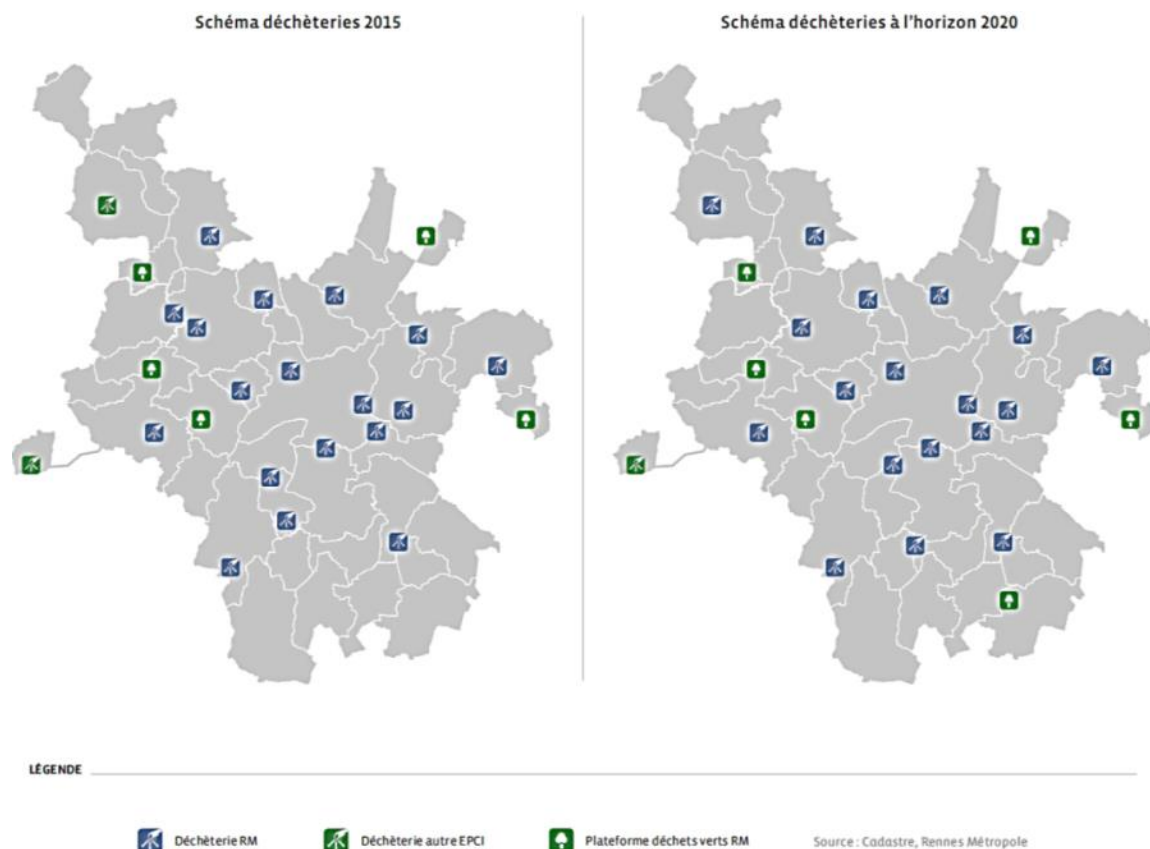 Schéma déchèteries 2015
Schéma déchèteries à l'horizon 2020
LÉGENDE
Déchèterie RM
Déchèterie autre EPCI
Plateforme déchets verts RM
Source : Cadastre, Rennes Métropole